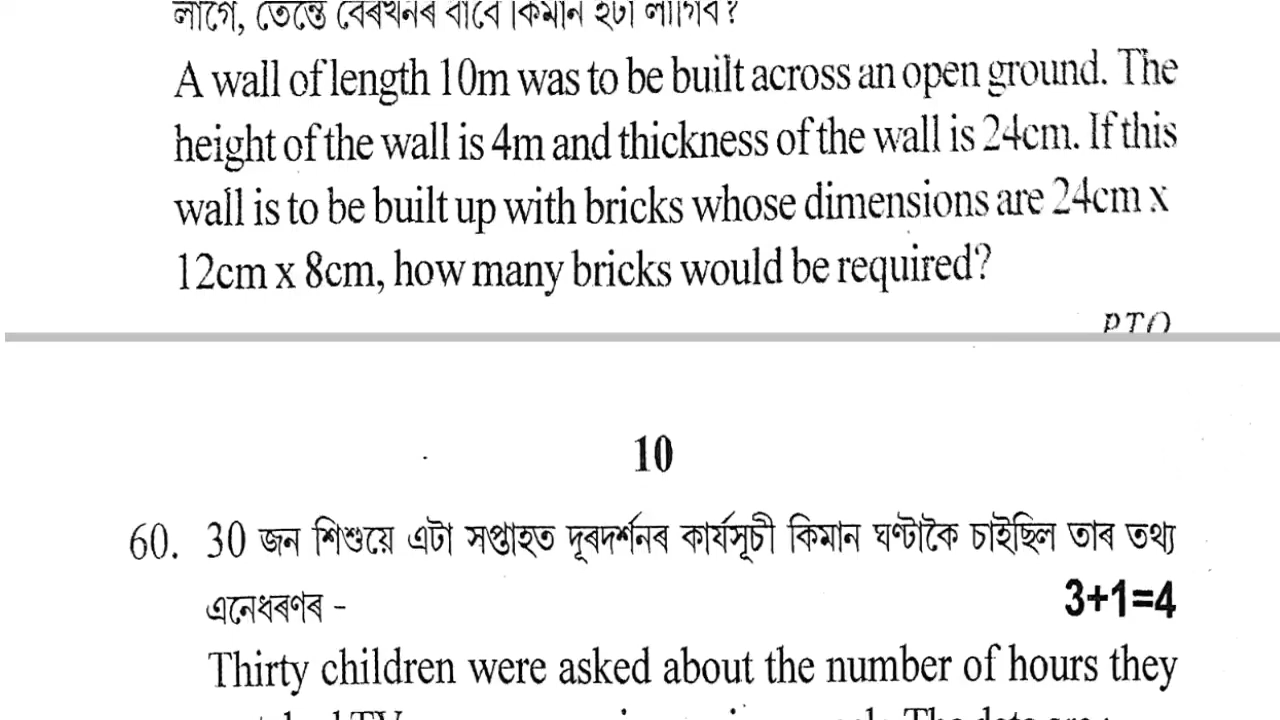 লাগে, তেন্তে বেৰখনৰ বাবে কিমান ইটা লাগিব?
A wall of length 10m was to be built across an open ground. The
height of the wall is 4m and thickness of the wall is 24cm. If this
wall is to be built up with bricks whose dimensions are 24cm x
12cm x 8cm, how many bricks would be required?
PTO
10
60. 30 জন শিশুয়ে এটা সপ্তাহত দূৰদৰ্শনৰ কাৰ্যসূচী কিমান ঘণ্টাকৈ চাইছিল তাৰ তথ্য
এনেধৰণৰ - 3+1=4
Thirty children were asked about the number of hours they